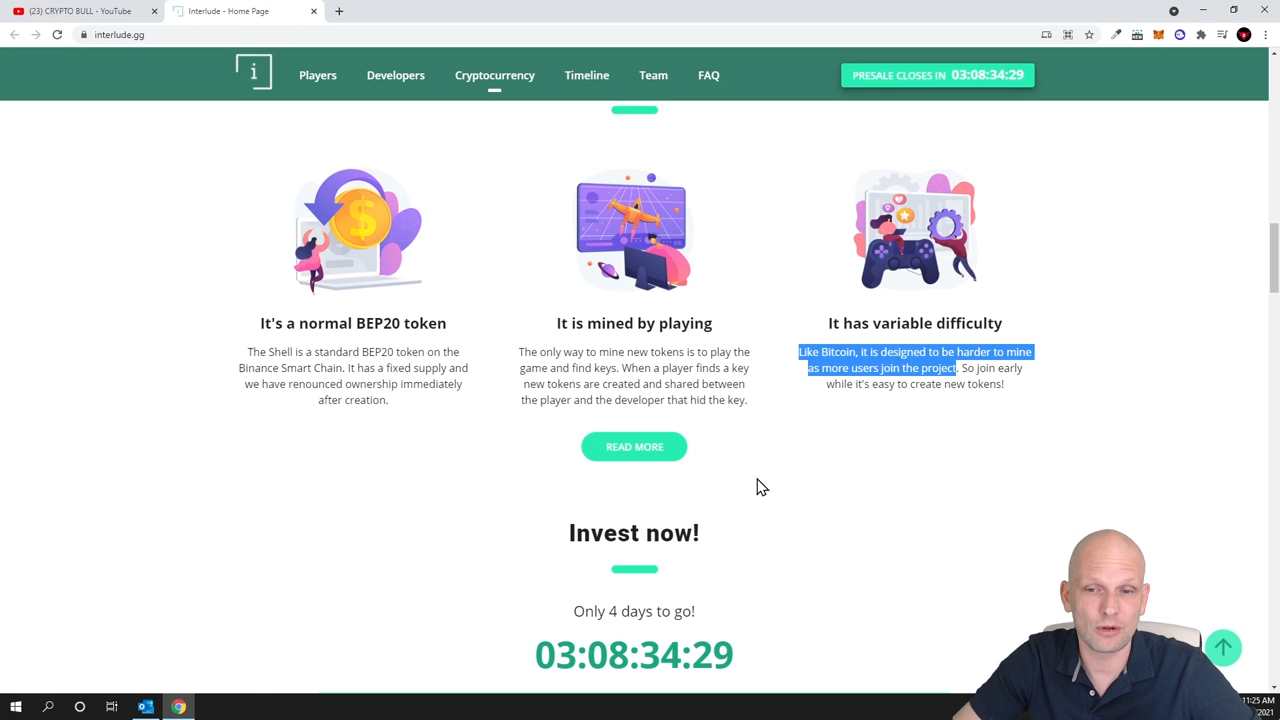 (23) CRYPTO BULL - YouTube
Interlude - Home Page
interlude.gg
i
Players
Developers
Cryptocurrency
Timeline
Team
FAQ
PRESALE CLOSES IN 03:08:34:29
It's a normal BEP20 token
The Shell is a standard BEP20 token on the
Binance Smart Chain. It has a fixed supply and
we have renounced ownership immediately
after creation.
It is mined by playing
The only way to mine new tokens is to play the
game and find keys. When a player finds a key
new tokens are created and shared between
the player and the developer that hid the key.
It has variable difficulty
Like Bitcoin, it is designed to be harder to mine
as more users join the project. So join early
while it's easy to create new tokens!
READ MORE
Invest now!
Only 4 days to go!
03:08:34:29
11:25 AM
/2021